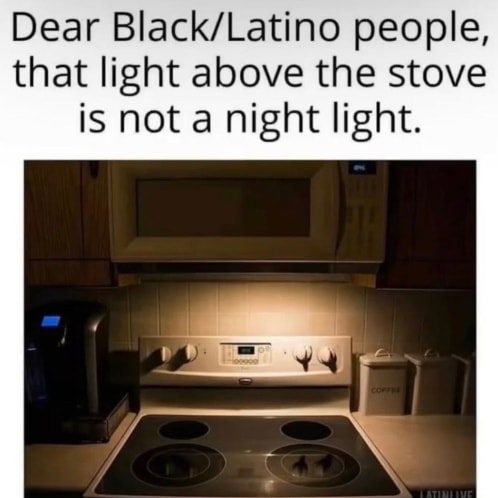 Dear Black/Latino people,
that light above the stove
is not a night light.
COFFEE
LATINLIVE